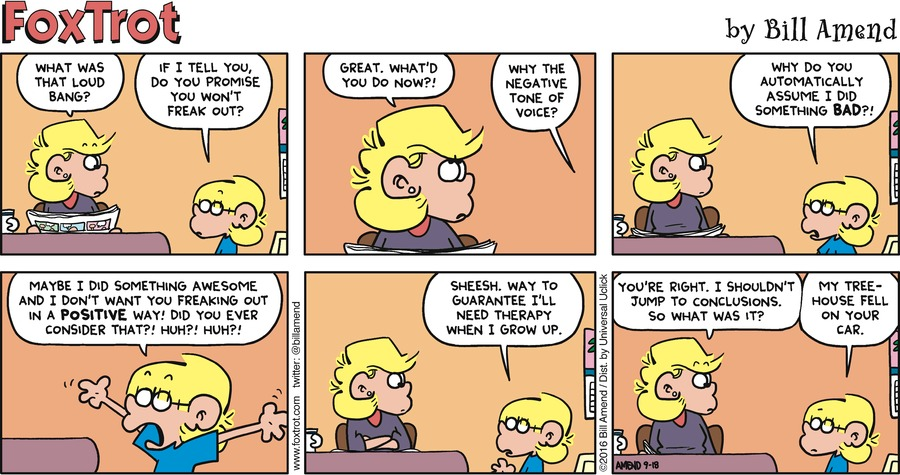 FOXTROT
by Bill Amend
WHAT WAS
THAT LOUD
BANG?
IF I TELL YOU,
DO YOU PROMISE
YOU WON'T
FREAK OUT?
GREAT. WHAT'D
YOU DO NOW?!
WHY THE
NEGATIVE
TONE OF
VOICE?
WHY DO YOU
AUTOMATICALLY
ASSUME I DID
SOMETHING BAD?!
MAYBE I DID SOMETHING AWESOME
AND I DON'T WANT YOU FREAKING OUT
IN A POSITIVE WAY! DID YOU EVER
CONSIDER THAT?! HUH?! HUH?!
www.foxtrot.com twitter: @billamend
SHEESH. WAY TO
GUARANTEE I'LL
NEED THERAPY
WHEN I GROW UP.
©2016 Bill Amend / Dist. by Universal Uclick
YOU'RE RIGHT. I SHOULDN'T
JUMP TO CONCLUSIONS.
SO WHAT WAS IT?
MY TREE-
HOUSE FELL
ON YOUR
CAR.
AMEND 9-18